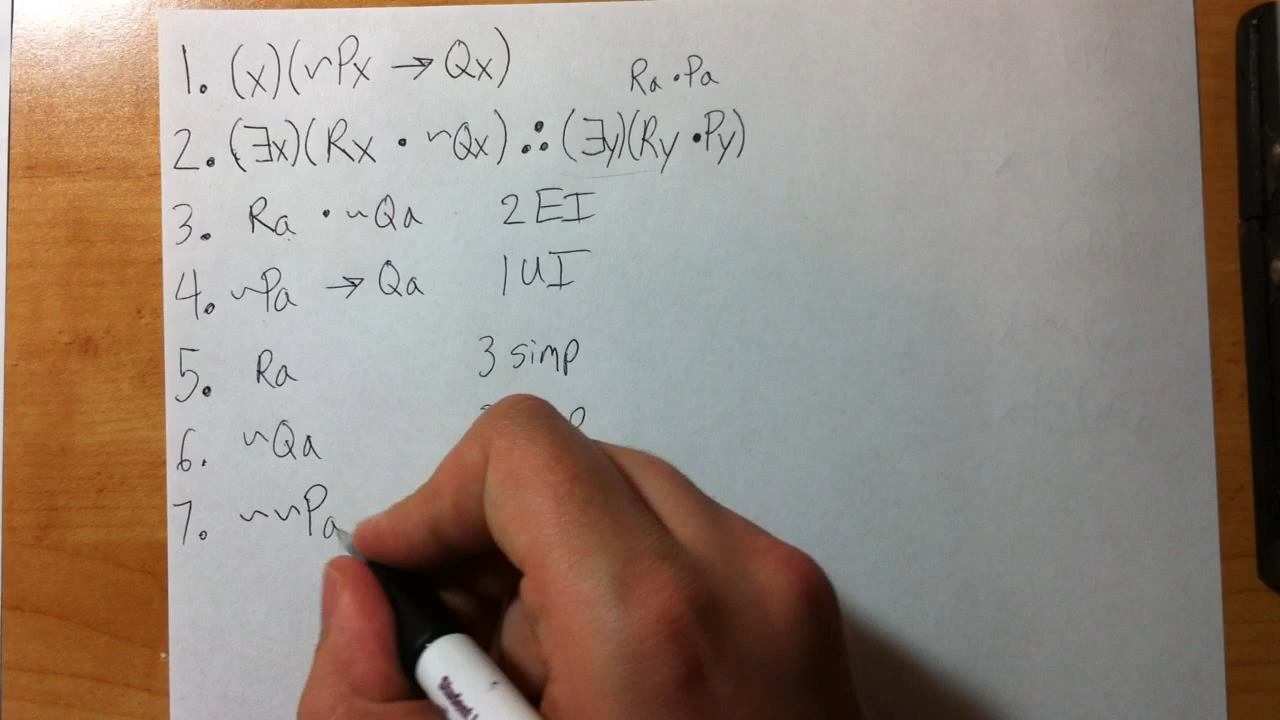 1. (x)(~Px → Qx)
Ra • Pa
2. (∃x)(Rx • ~Qx) ∴ (∃y)(Ry • Py)
3. Ra • ~Qa 2 EI
4. ~Pa → Qa 1 UI
5. Ra 3 simp
6. ~Qa
7. ~~Pa